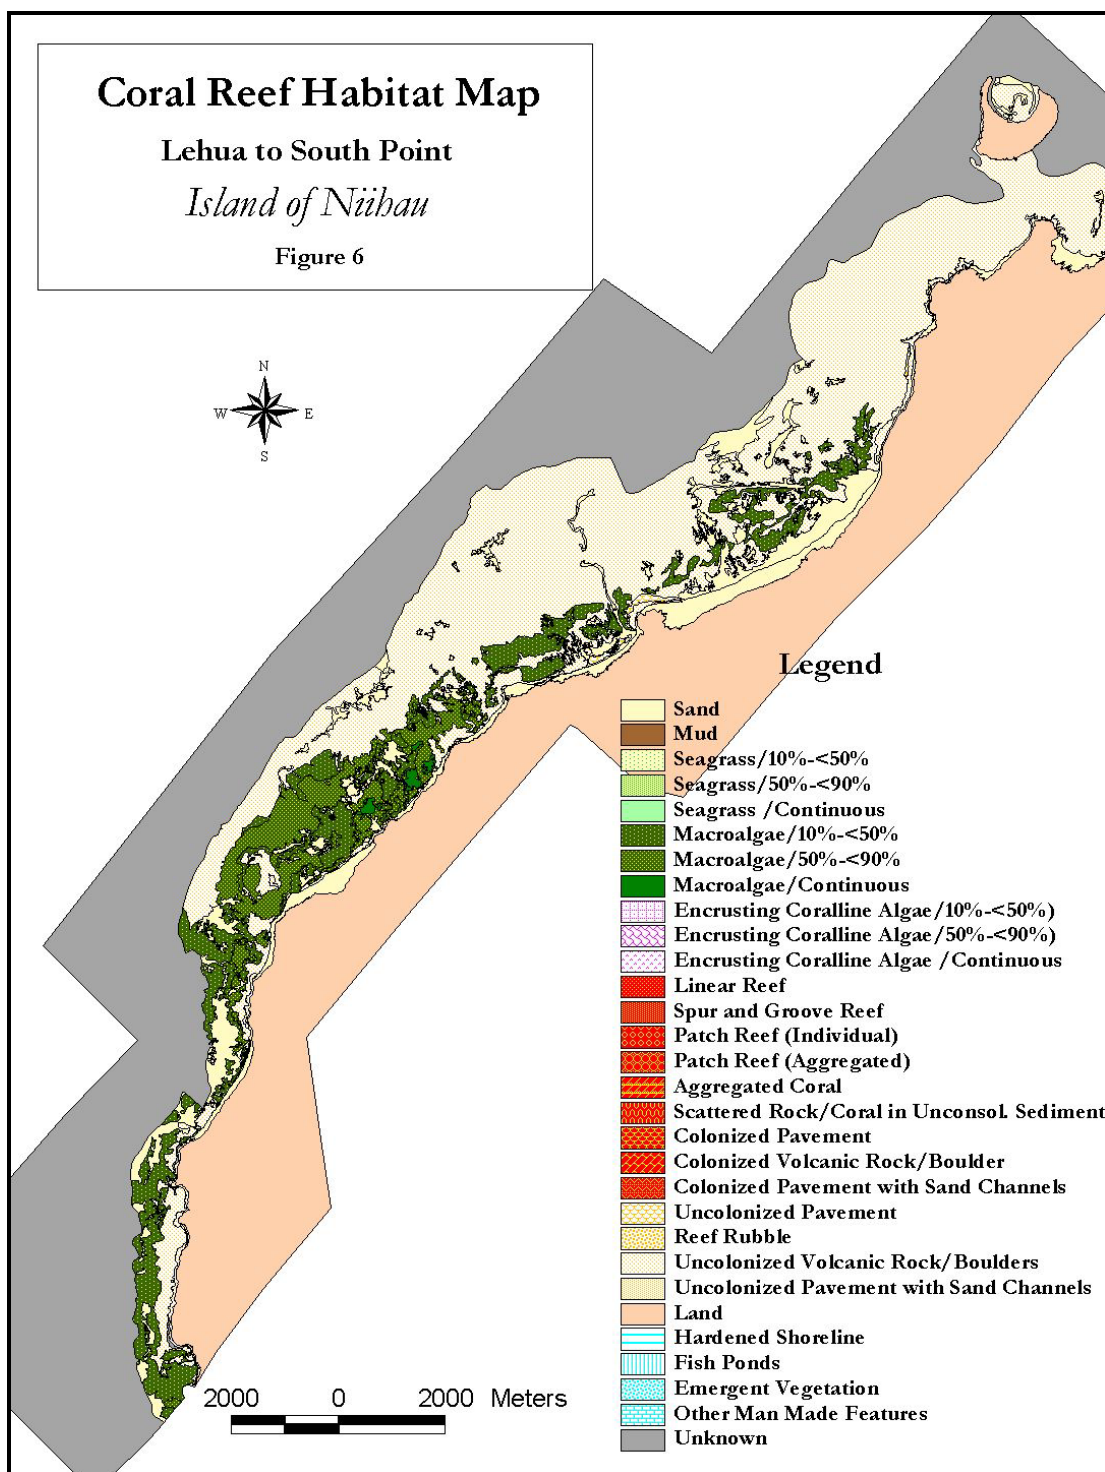 Coral Reef Habitat Map
Lehua to South Point
Island of Niihau
Figure 6
N
W E
S
Legend
Sand
Mud
Seagrass/10%-<50%
Seagrass/50%-<90%
Seagrass /Continuous
Macroalgae/10%-<50%
Macroalgae/50%-<90%
Macroalgae/Continuous
Encrusting Coralline Algae/10%-<50%)
Encrusting Coralline Algae/50%-<90%)
Encrusting Coralline Algae /Continuous
Linear Reef
Spur and Groove Reef
Patch Reef (Individual)
Patch Reef (Aggregated)
Aggregated Coral
Scattered Rock/Coral in Unconsol. Sediment
Colonized Pavement
Colonized Volcanic Rock/Boulder
Colonized Pavement with Sand Channels
Uncolonized Pavement
Reef Rubble
Uncolonized Volcanic Rock/Boulders
Uncolonized Pavement with Sand Channels
Land
Hardened Shoreline
Fish Ponds
Emergent Vegetation
Other Man Made Features
Unknown
2000 0 2000 Meters